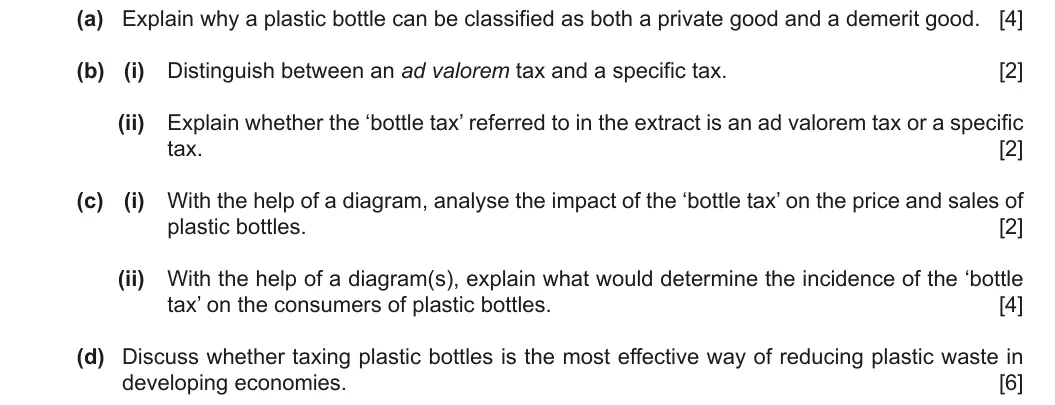 (a) Explain why a plastic bottle can be classified as both a private good and a demerit good. [4]
(b) (i) Distinguish between an ad valorem tax and a specific tax. [2]
(ii) Explain whether the ‘bottle tax’ referred to in the extract is an ad valorem tax or a specific
tax. [2]
(c) (i) With the help of a diagram, analyse the impact of the ‘bottle tax’ on the price and sales of
plastic bottles. [2]
(ii) With the help of a diagram(s), explain what would determine the incidence of the ‘bottle
tax’ on the consumers of plastic bottles. [4]
(d) Discuss whether taxing plastic bottles is the most effective way of reducing plastic waste in
developing economies. [6]